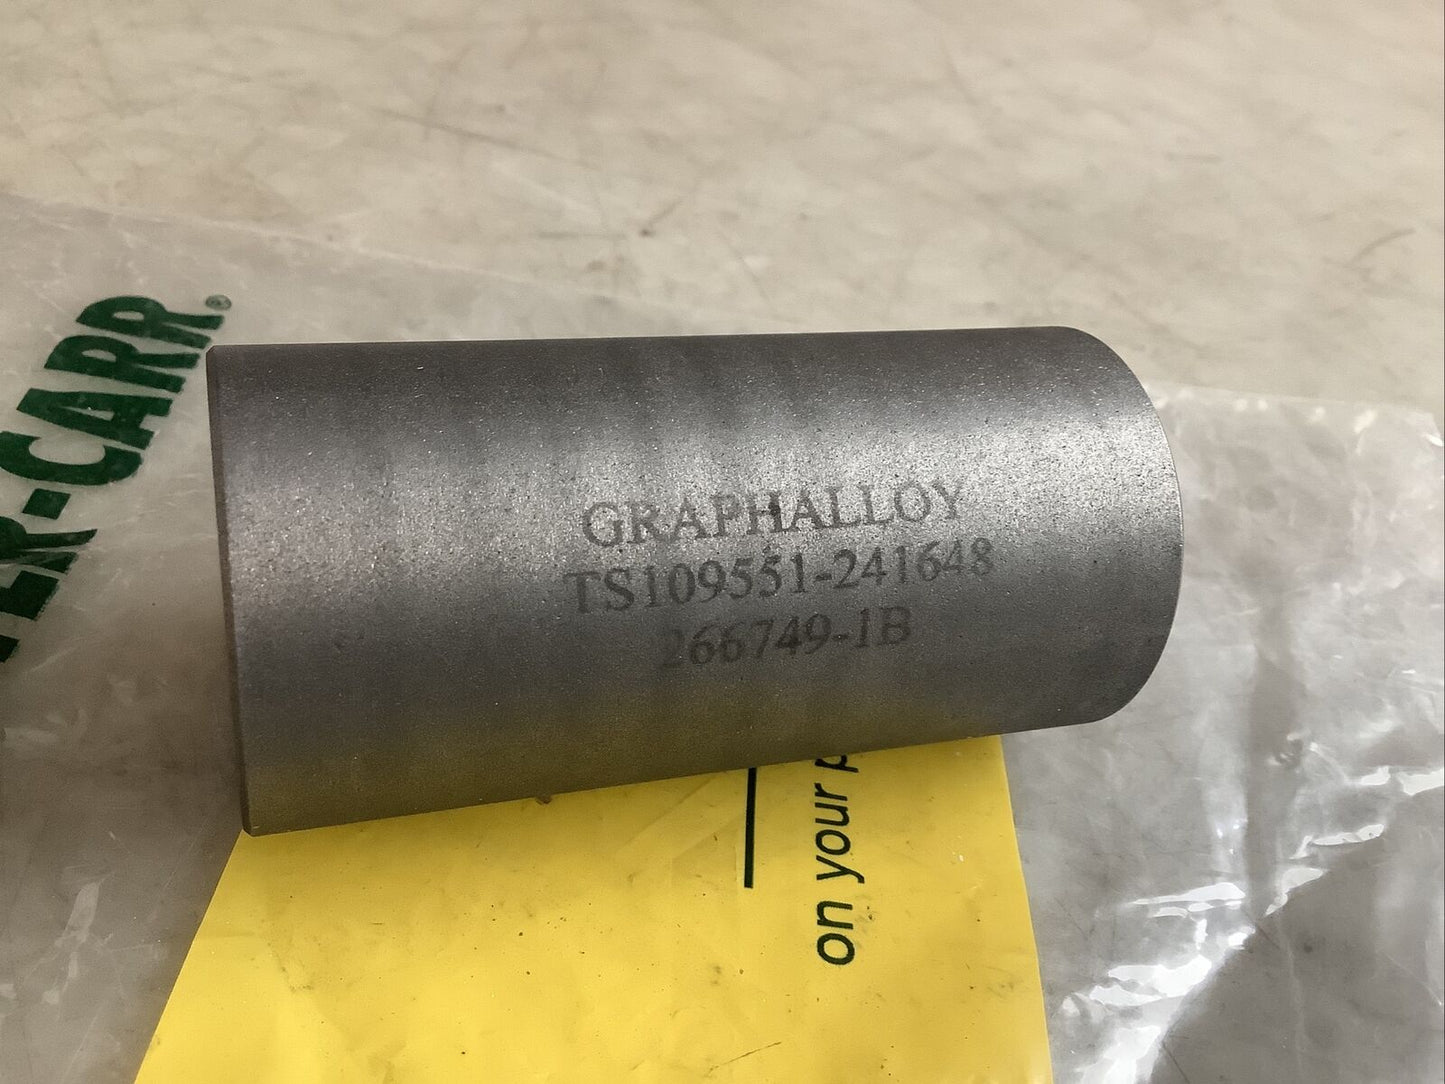 ER-CARR®
GRAPHALLOY
TS109551-241648
266749-1B
on your p